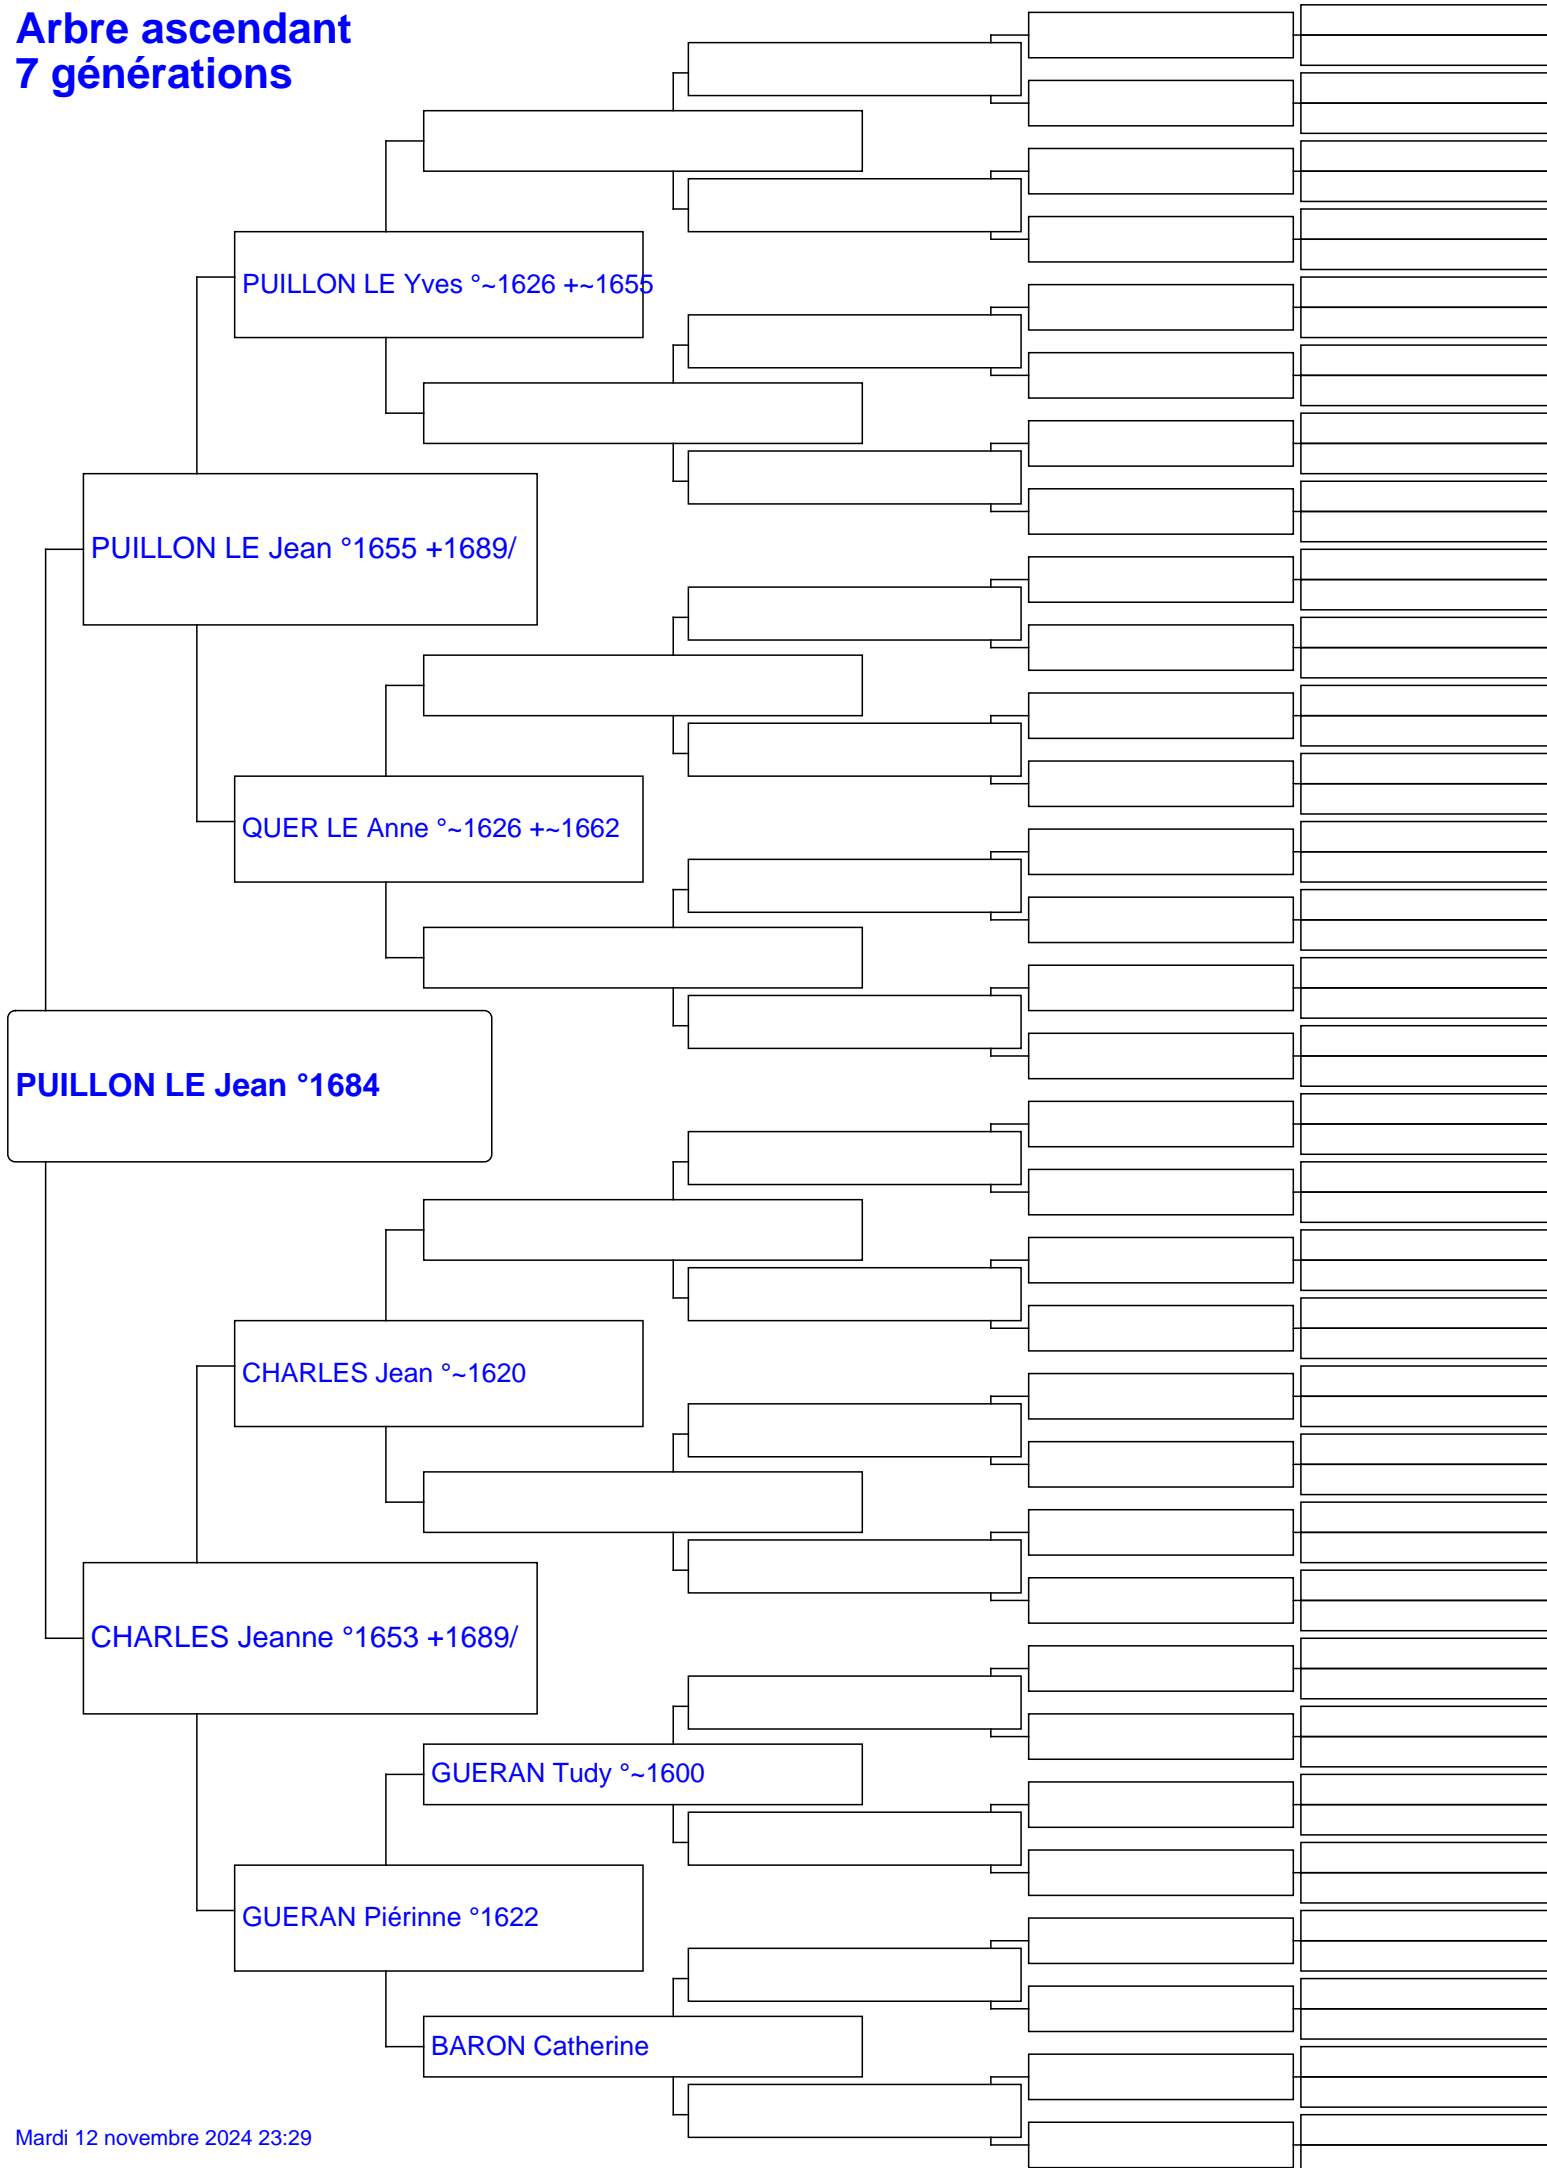 Arbre ascendant
7 générations
PUILLON LE Yves °~1626 +~1655
PUILLON LE Jean °1655 +1689/
QUER LE Anne °~1626 +~1662
PUILLON LE Jean °1684
CHARLES Jean °~1620
CHARLES Jeanne °1653 +1689/
GUERAN Tudy °~1600
GUERAN Piérinne °1622
BARON Catherine
Mardi 12 novembre 2024 23:29